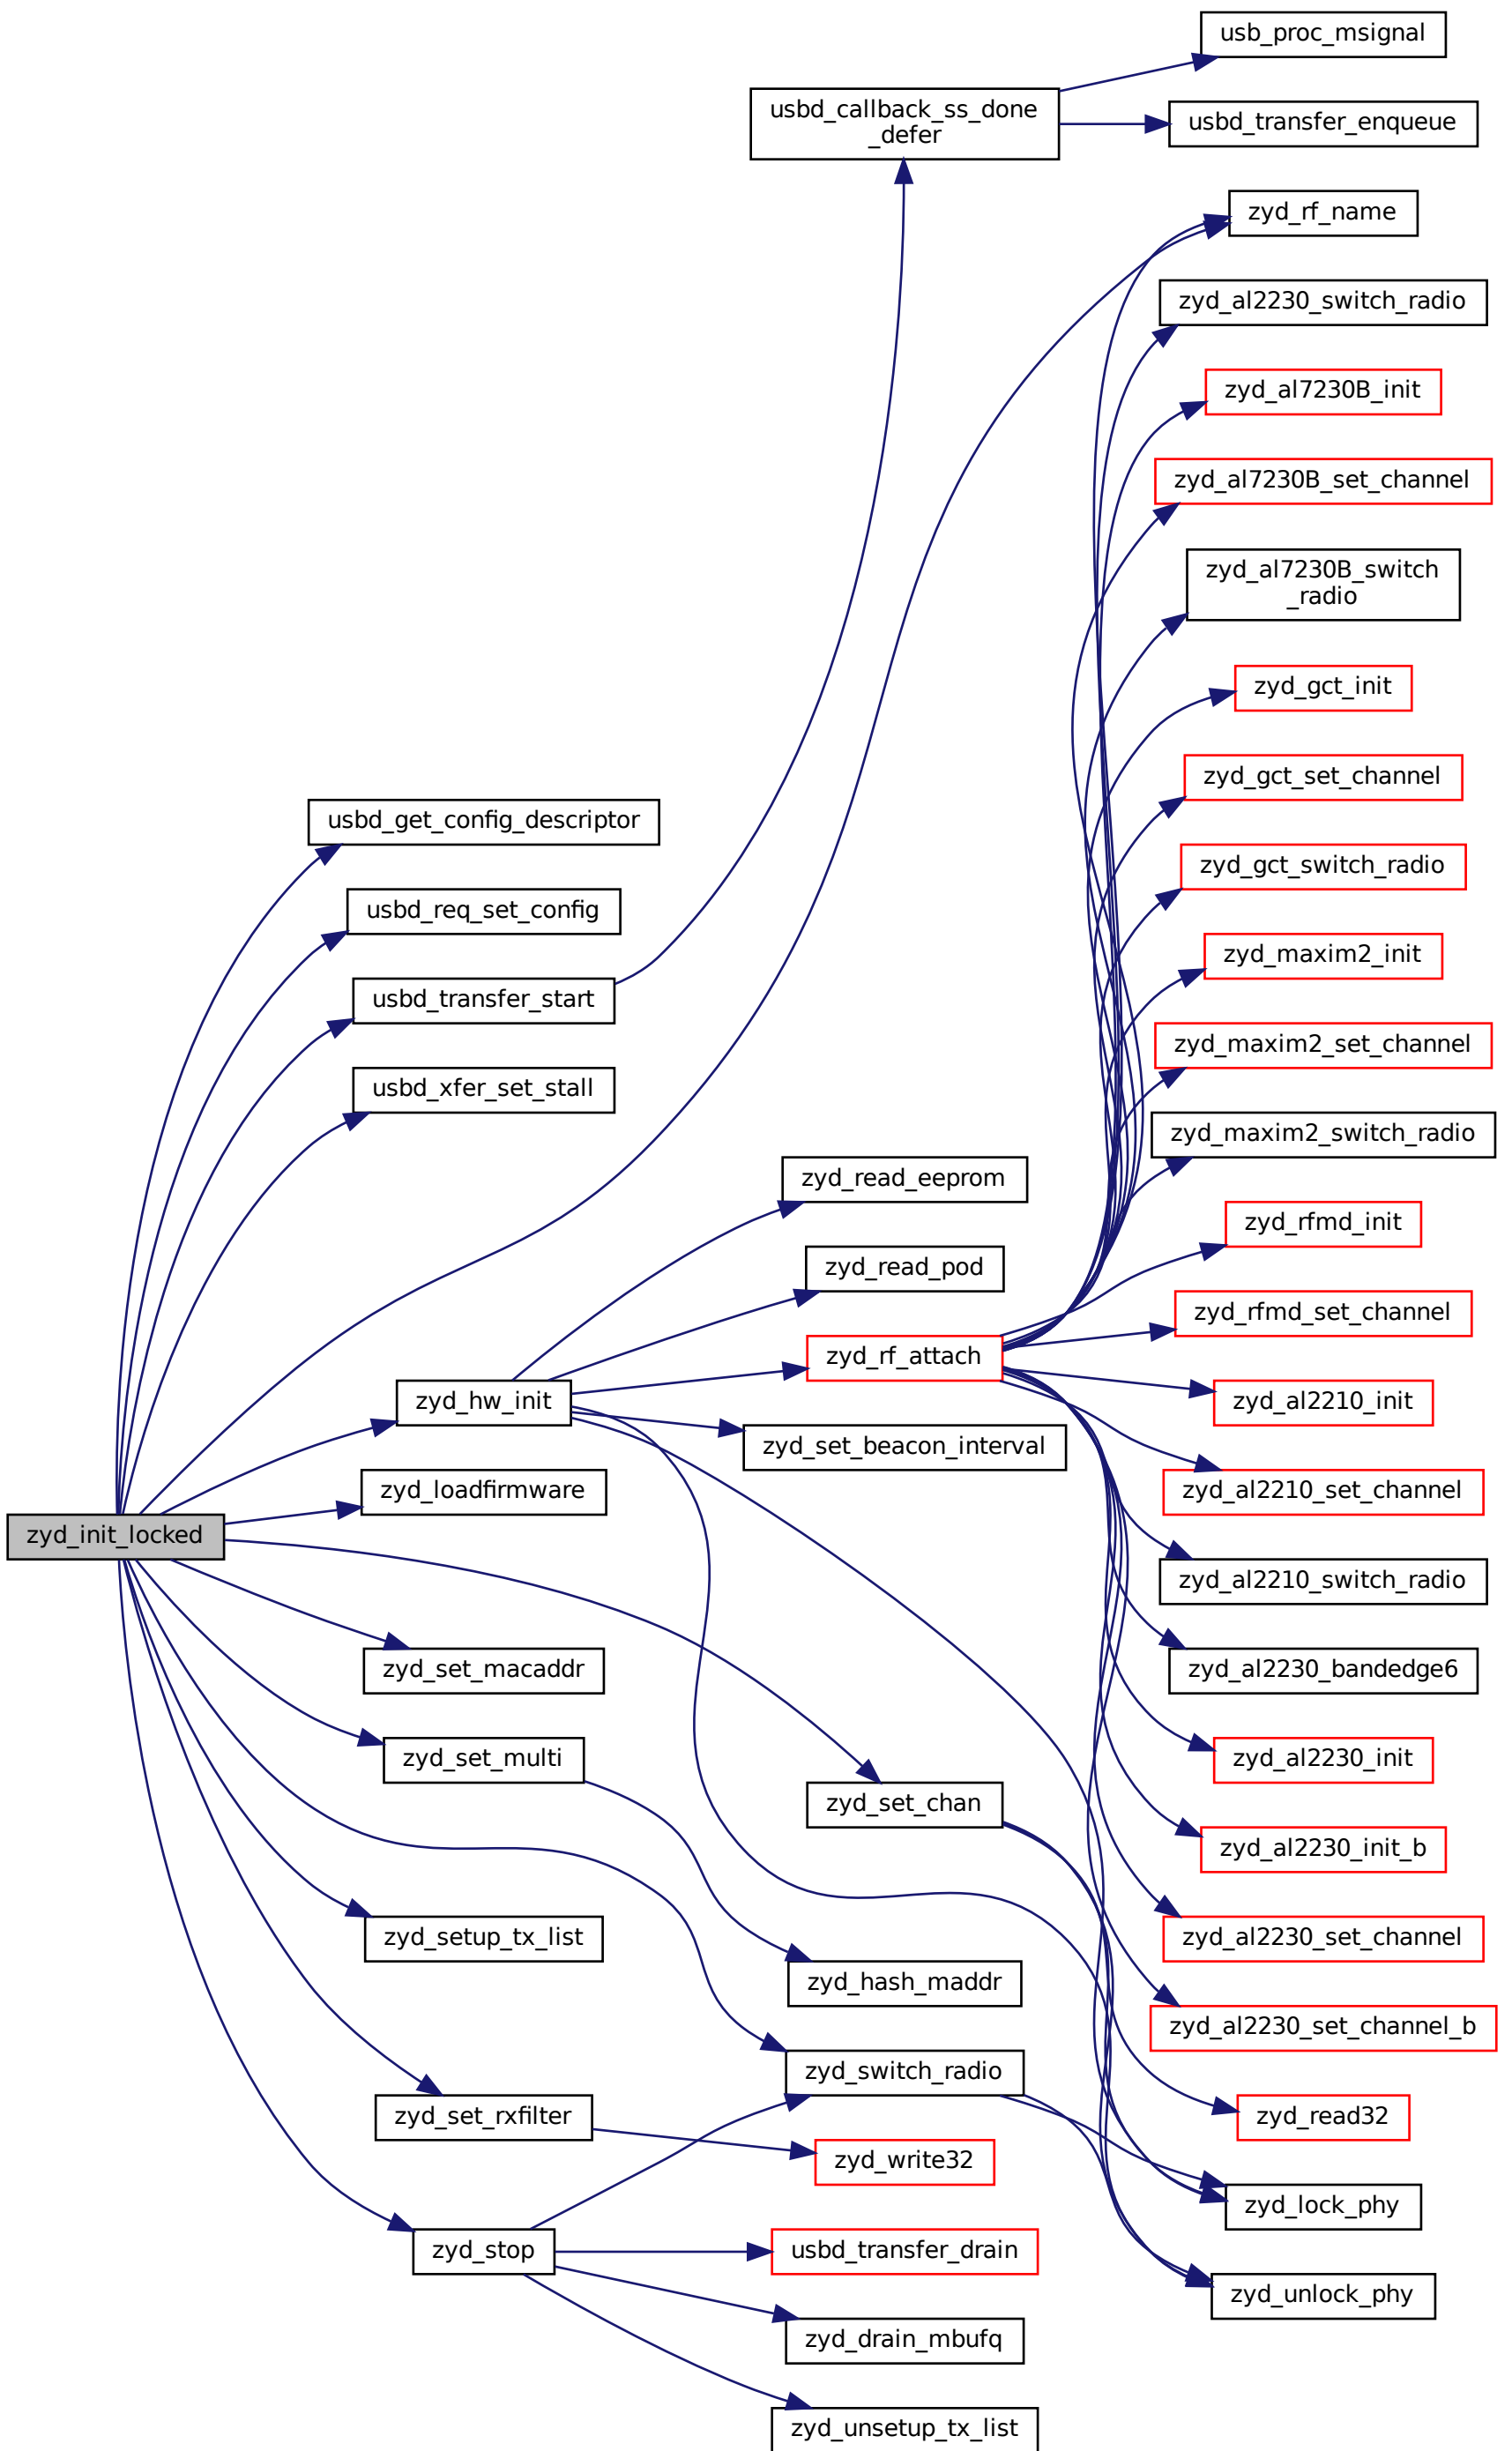 usb_proc_msignal
usbd_callback_ss_done
_defer
usbd_transfer_enqueue
zyd_rf_name
zyd_al2230_switch_radio
zyd_al7230B_init
zyd_al7230B_set_channel
zyd_al7230B_switch
_radio
zyd_gct_init
zyd_gct_set_channel
usbd_get_config_descriptor
zyd_gct_switch_radio
usbd_req_set_config
zyd_maxim2_init
usbd_transfer_start
zyd_maxim2_set_channel
usbd_xfer_set_stall
zyd_maxim2_switch_radio
zyd_read_eeprom
zyd_rfmd_init
zyd_read_pod
zyd_rfmd_set_channel
zyd_rf_attach
zyd_hw_init
zyd_al2210_init
zyd_set_beacon_interval
zyd_loadfirmware
zyd_al2210_set_channel
zyd_init_locked
zyd_al2210_switch_radio
zyd_set_macaddr
zyd_al2230_bandedge6
zyd_set_multi
zyd_al2230_init
zyd_set_chan
zyd_al2230_init_b
zyd_setup_tx_list
zyd_al2230_set_channel
zyd_hash_maddr
zyd_al2230_set_channel_b
zyd_switch_radio
zyd_set_rxfilter
zyd_read32
zyd_write32
zyd_lock_phy
zyd_stop
usbd_transfer_drain
zyd_unlock_phy
zyd_drain_mbufq
zyd_unsetup_tx_list